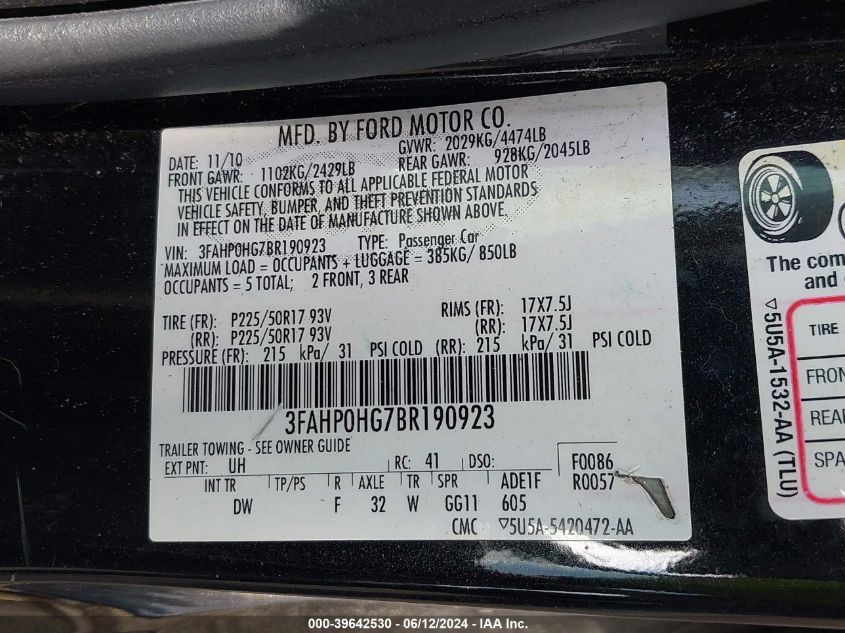 MFD. BY FORD MOTOR CO.
DATE: 11/10 GVWR: 2029KG/4474LB
FRONT GAWR: 1102KG/2429LB REAR GAWR: 928KG/2045LB
THIS VEHICLE CONFORMS TO ALL APPLICABLE FEDERAL MOTOR
VEHICLE SAFETY, BUMPER, AND THEFT PREVENTION STANDARDS
IN EFFECT ON THE DATE OF MANUFACTURE SHOWN ABOVE.
VIN: 3FAHP0HG7BR190923 TYPE: Passenger Car
MAXIMUM LOAD = OCCUPANTS + LUGGAGE = 385KG/ 850LB
OCCUPANTS = 5 TOTAL; 2 FRONT, 3 REAR
TIRE (FR): P225/50R17 93V RIMS (FR): 17X7.5J
(RR): P225/50R17 93V (RR): 17X7.5J
PRESSURE (FR): 215 kPa/ 31 PSI COLD (RR): 215 kPa/ 31 PSI COLD
3FAHP0HG7BR190923
TRAILER TOWING - SEE OWNER GUIDE
EXT PNT: UH RC: 41 DSO: F0086
INT TR TP/PS R AXLE TR SPR ADE1F R0057
DW F 32 W GG11 605
CMC ▽5U5A-5420472-AA
The com
and
▽5U5A-1532-AA (TLU)
TIRE
FRON
REA
SPA
000-39642530 - 06/12/2024 - IAAI Inc.